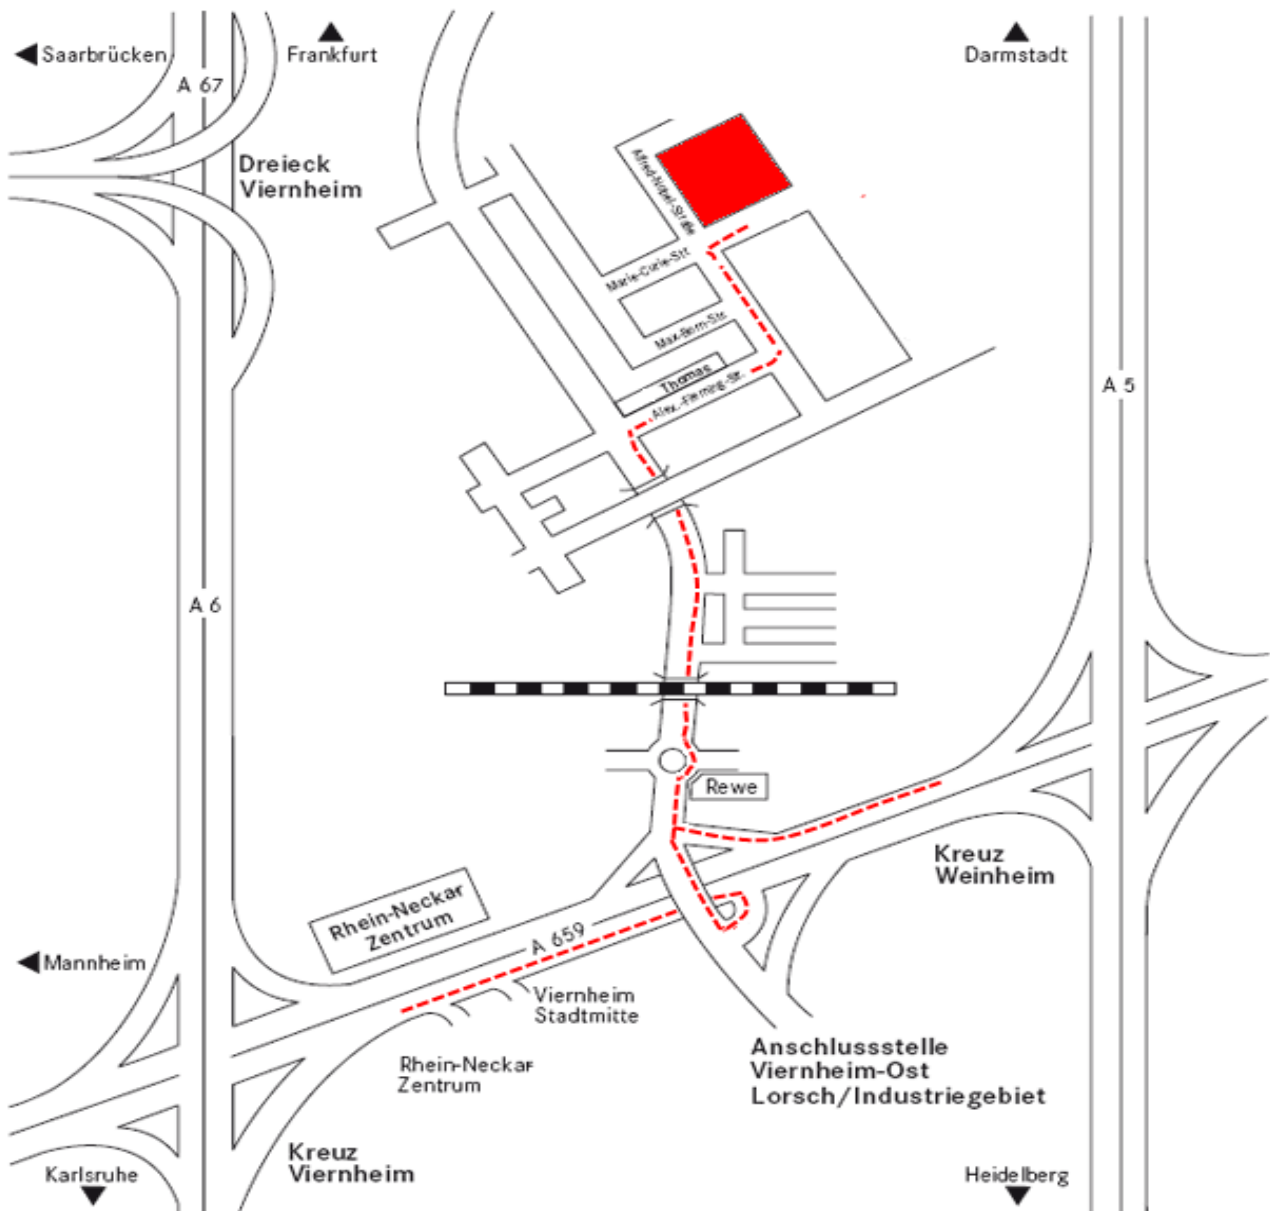 Saarbrücken
Frankfurt
Darmstadt
A 67
Dreieck
Viernheim
Alfred-Nobel-Straße
Marie-Curie-Str.
Max-Born-Str.
Thomas
Alex.-Fleming-Str.
A 5
A 6
Rewe
Kreuz
Weinheim
Rhein-Neckar
Zentrum
A 659
Mannheim
Viernheim
Stadtmitte
Rhein-Neckar
Zentrum
Anschlussstelle
Viernheim-Ost
Lorsch/Industriegebiet
Kreuz
Viernheim
Karlsruhe
Heidelberg